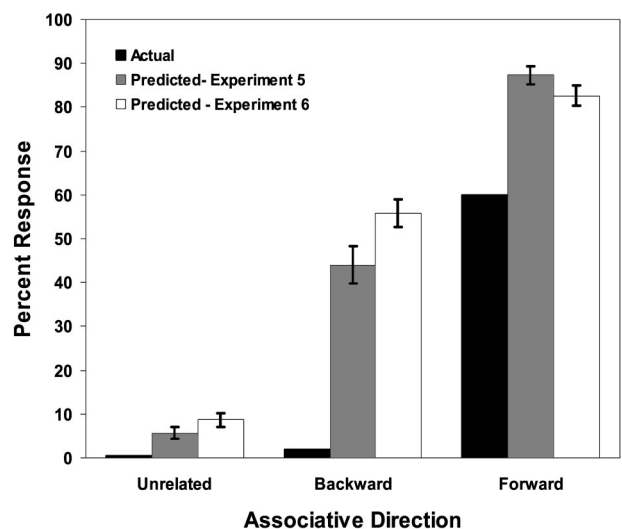 100
90
80
70
60
50
40
30
20
10
0
Percent Response
Actual
Predicted- Experiment 5
Predicted - Experiment 6
Unrelated Backward Forward
Associative Direction